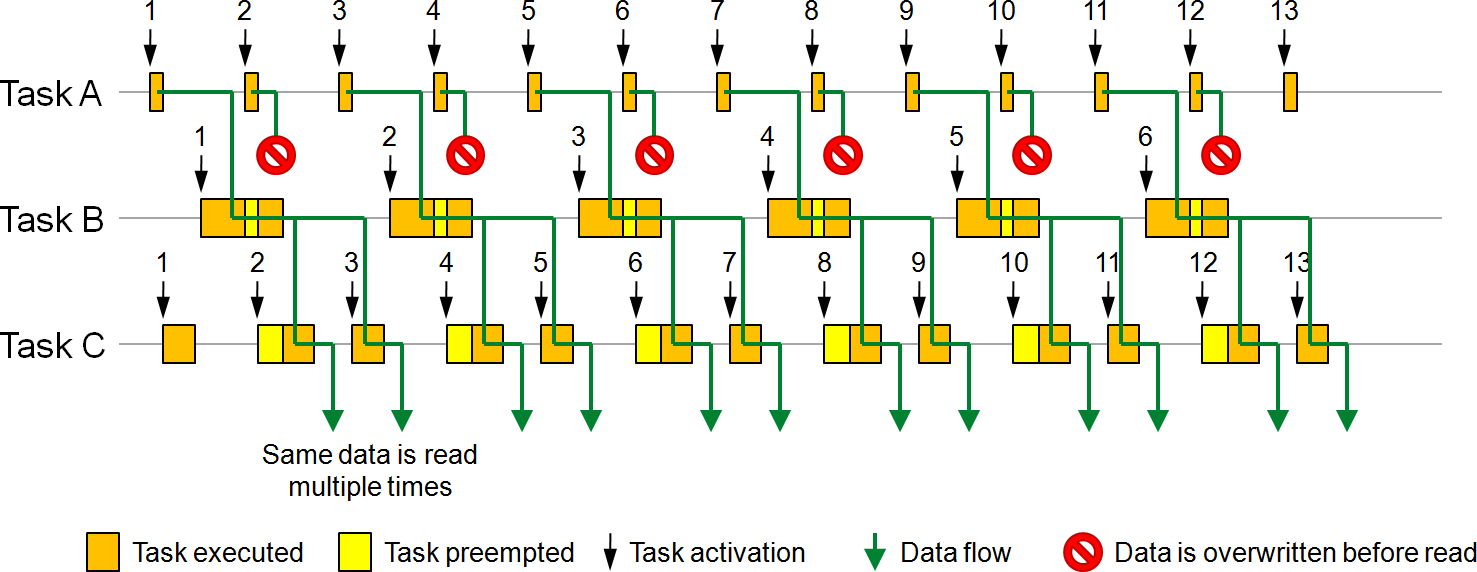 1 2 3 4 5 6 7 8 9 10 11 12 13
Task A
1 2 3 4 5 6
Task B
1 2 3 4 5 6 7 8 9 10 11 12 13
Task C
Same data is read
multiple times
Task executed Task preempted Task activation Data flow Data is overwritten before read